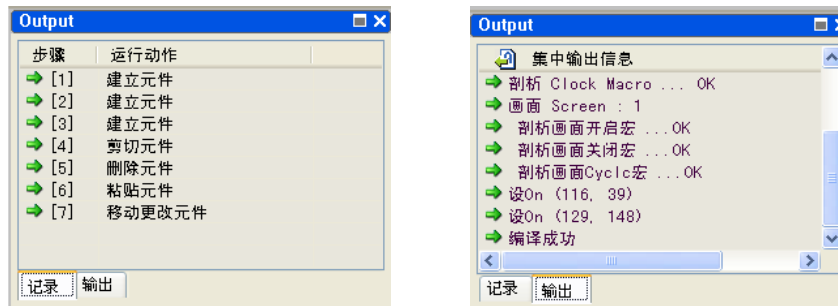 Output
步骤 运行动作
[1] 建立元件
[2] 建立元件
[3] 建立元件
[4] 剪切元件
[5] 删除元件
[6] 粘贴元件
[7] 移动更改元件
记录 输出
Output
集中输出信息
剖析 Clock Macro ... OK
画面 Screen : 1
剖析画面开启宏 ...OK
剖析画面关闭宏 ...OK
剖析画面Cyclc宏 ...OK
设On (116, 39)
设On (129, 148)
编译成功
记录 输出